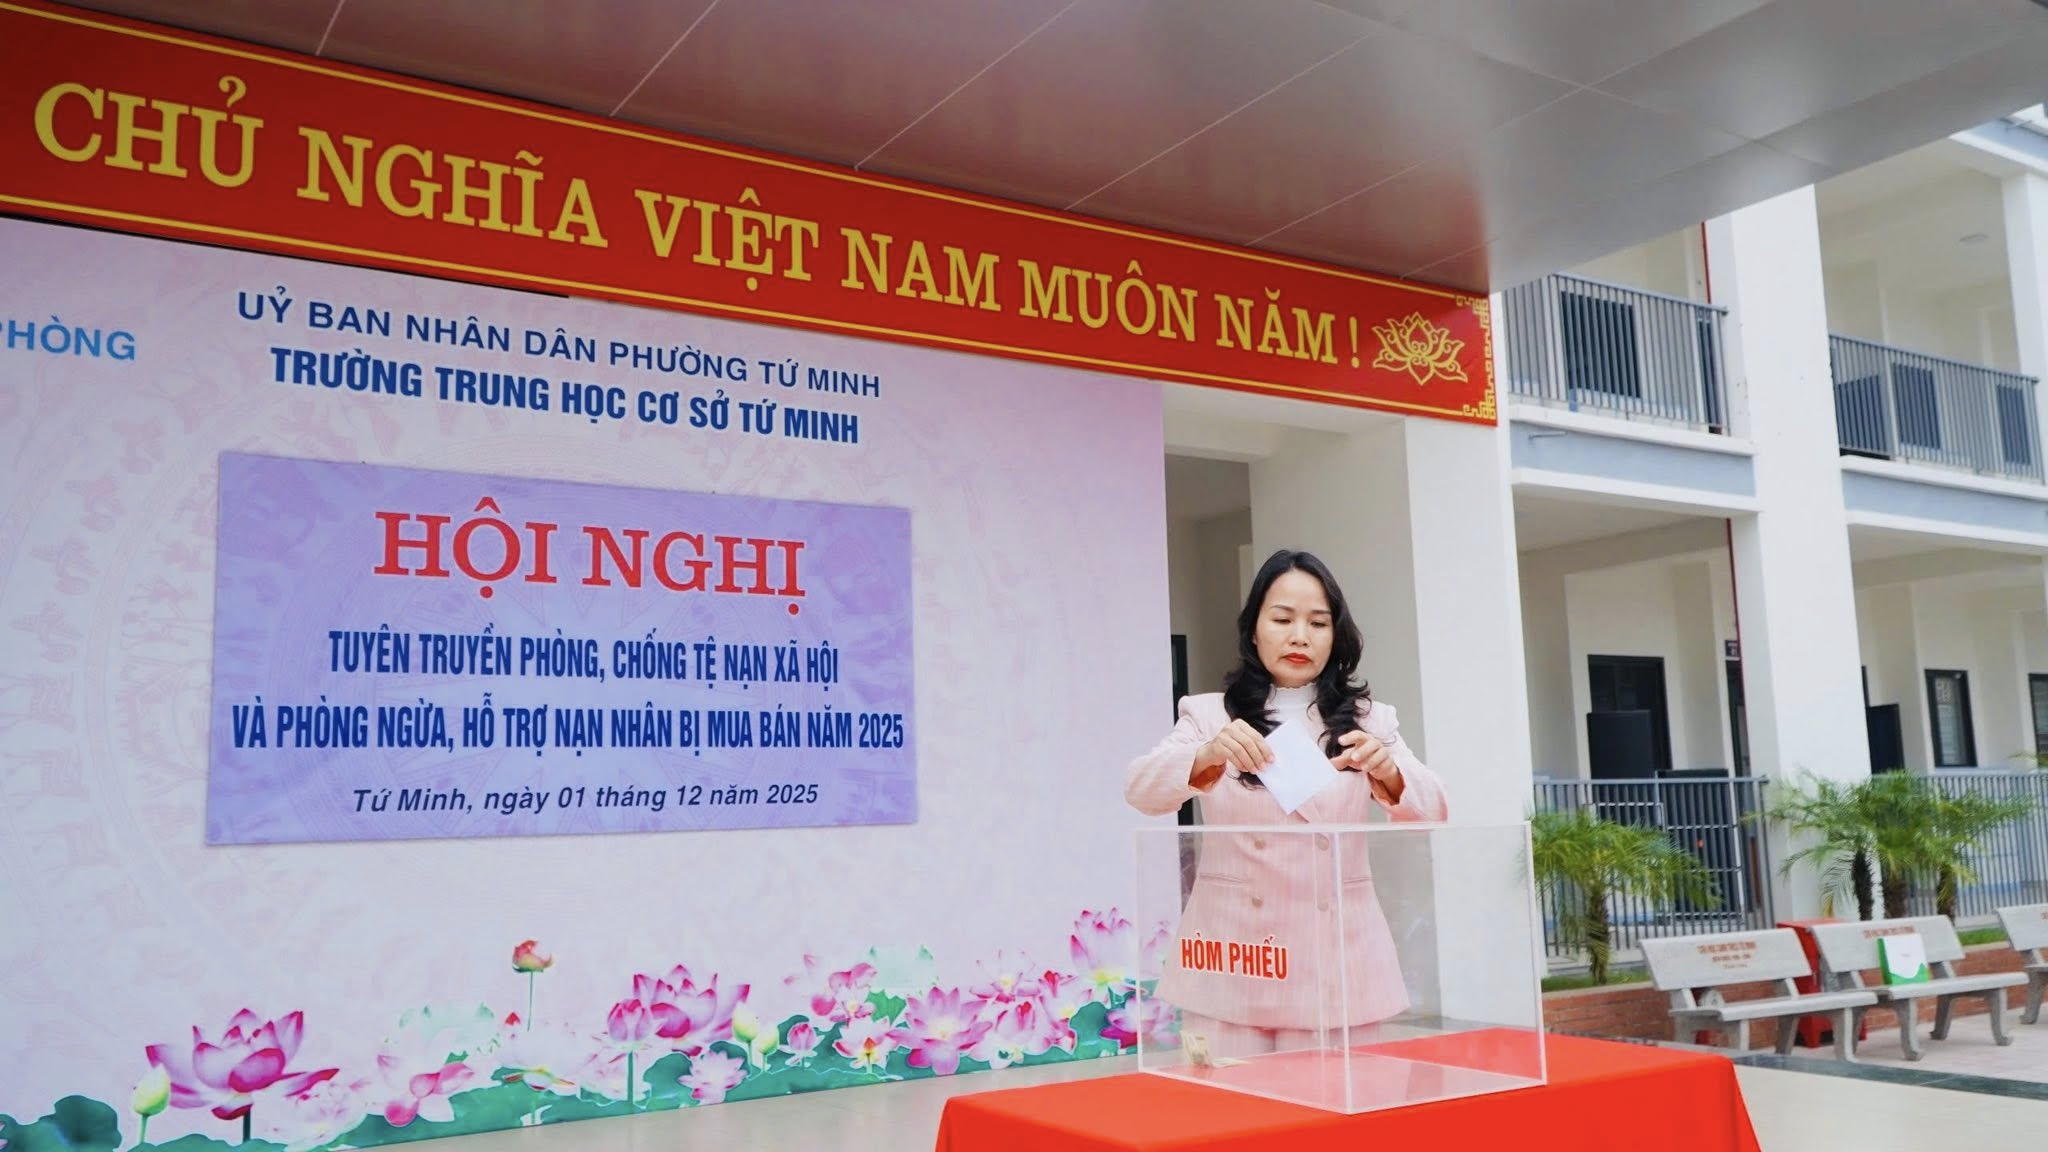 CHỦ NGHĨA VIỆT NAM MUÔN NĂM !
PHÒNG
UỶ BAN NHÂN DÂN PHƯỜNG TỨ MINH
TRƯỜNG TRUNG HỌC CƠ SỞ TỨ MINH
HỘI NGHỊ
TUYÊN TRUYỀN PHÒNG, CHỐNG TỆ NẠN XÃ HỘI
VÀ PHÒNG NGỪA, HỖ TRỢ NẠN NHÂN BỊ MUA BÁN NĂM 2025
Tứ Minh, ngày 01 tháng 12 năm 2025
HÒM PHIẾU